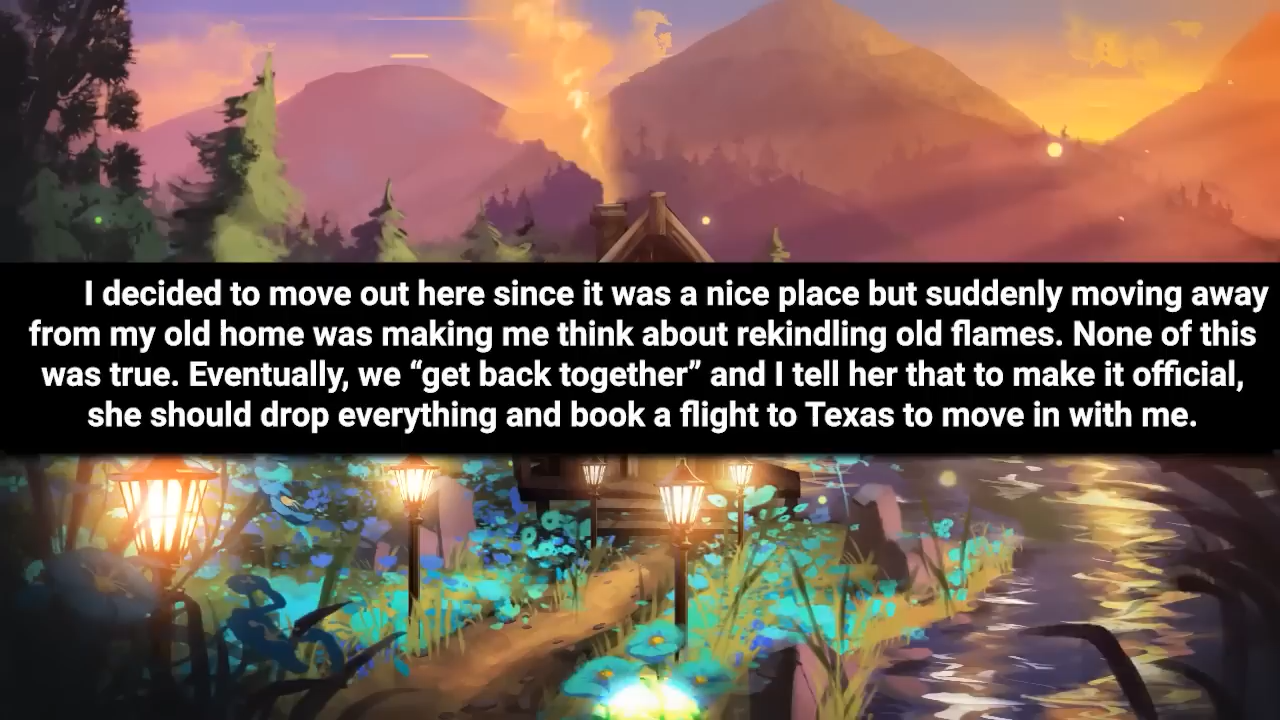 I decided to move out here since it was a nice place but suddenly moving away
from my old home was making me think about rekindling old flames. None of this
was true. Eventually, we “get back together” and I tell her that to make it official,
she should drop everything and book a flight to Texas to move in with me.